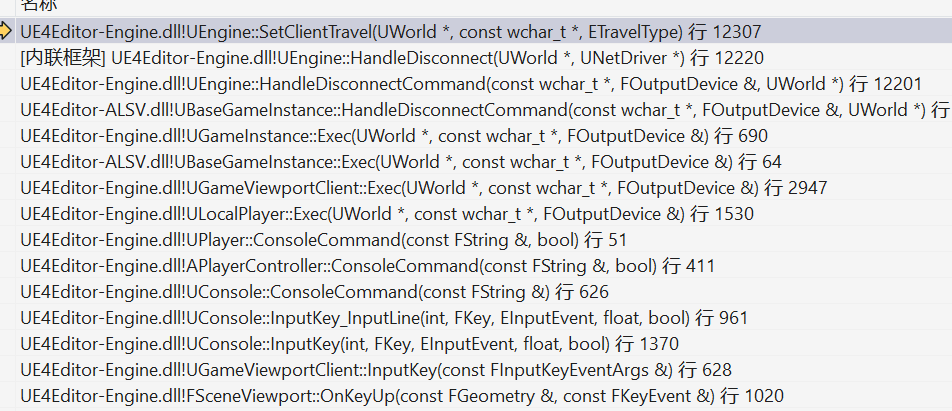 名称
UE4Editor-Engine.dll!UEngine::SetClientTravel(UWorld *, const wchar_t *, ETravelType) 行 12307
[内联框架] UE4Editor-Engine.dll!UEngine::HandleDisconnect(UWorld *, UNetDriver *) 行 12220
UE4Editor-Engine.dll!UEngine::HandleDisconnectCommand(const wchar_t *, FOutputDevice &, UWorld *) 行 12201
UE4Editor-ALSV.dll!UBaseGameInstance::HandleDisconnectCommand(const wchar_t *, FOutputDevice &, UWorld *) 行
UE4Editor-Engine.dll!UGameInstance::Exec(UWorld *, const wchar_t *, FOutputDevice &) 行 690
UE4Editor-ALSV.dll!UBaseGameInstance::Exec(UWorld *, const wchar_t *, FOutputDevice &) 行 64
UE4Editor-Engine.dll!UGameViewportClient::Exec(UWorld *, const wchar_t *, FOutputDevice &) 行 2947
UE4Editor-Engine.dll!ULocalPlayer::Exec(UWorld *, const wchar_t *, FOutputDevice &) 行 1530
UE4Editor-Engine.dll!UPlayer::ConsoleCommand(const FString &, bool) 行 51
UE4Editor-Engine.dll!APlayerController::ConsoleCommand(const FString &, bool) 行 411
UE4Editor-Engine.dll!UConsole::ConsoleCommand(const FString &) 行 626
UE4Editor-Engine.dll!UConsole::InputKey_InputLine(int, FKey, EInputEvent, float, bool) 行 961
UE4Editor-Engine.dll!UConsole::InputKey(int, FKey, EInputEvent, float, bool) 行 1370
UE4Editor-Engine.dll!UGameViewportClient::InputKey(const FInputKeyEventArgs &) 行 628
UE4Editor-Engine.dll!FSceneViewport::OnKeyUp(const FGeometry &, const FKeyEvent &) 行 1020